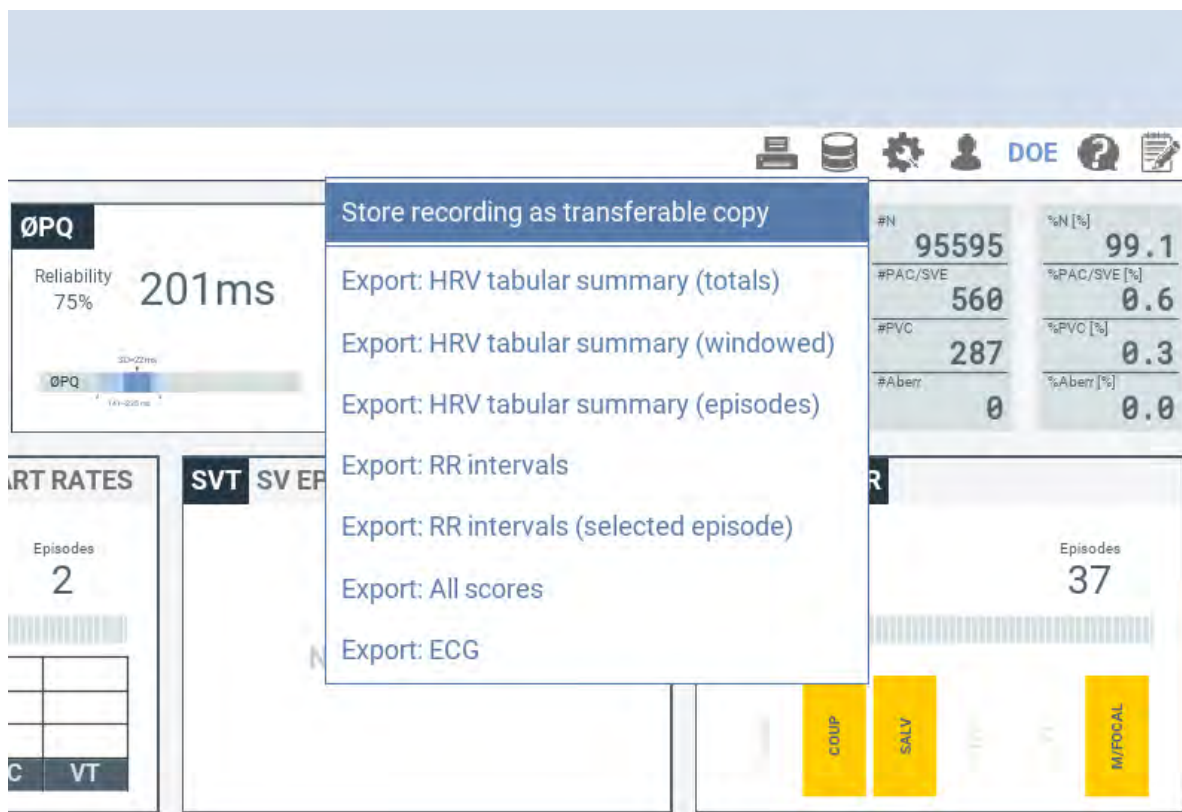 DOE
ØPQ
Reliability
75%
201ms
SD=22ms
ØPQ
Store recording as transferable copy
Export: HRV tabular summary (totals)
Export: HRV tabular summary (windowed)
Export: HRV tabular summary (episodes)
Export: RR intervals
Export: RR intervals (selected episode)
Export: All scores
Export: ECG
#N
95595
#PAC/SVE
560
#PVC
287
#Aberr
0
%N [%]
99.1
%PAC/SVE [%]
0.6
%PVC [%]
0.3
%Aberr [%]
0.0
ART RATES
Episodes
2
C VT
SVT SV EP
N
R
Episodes
37
COUP
SALV
M/FOCAL